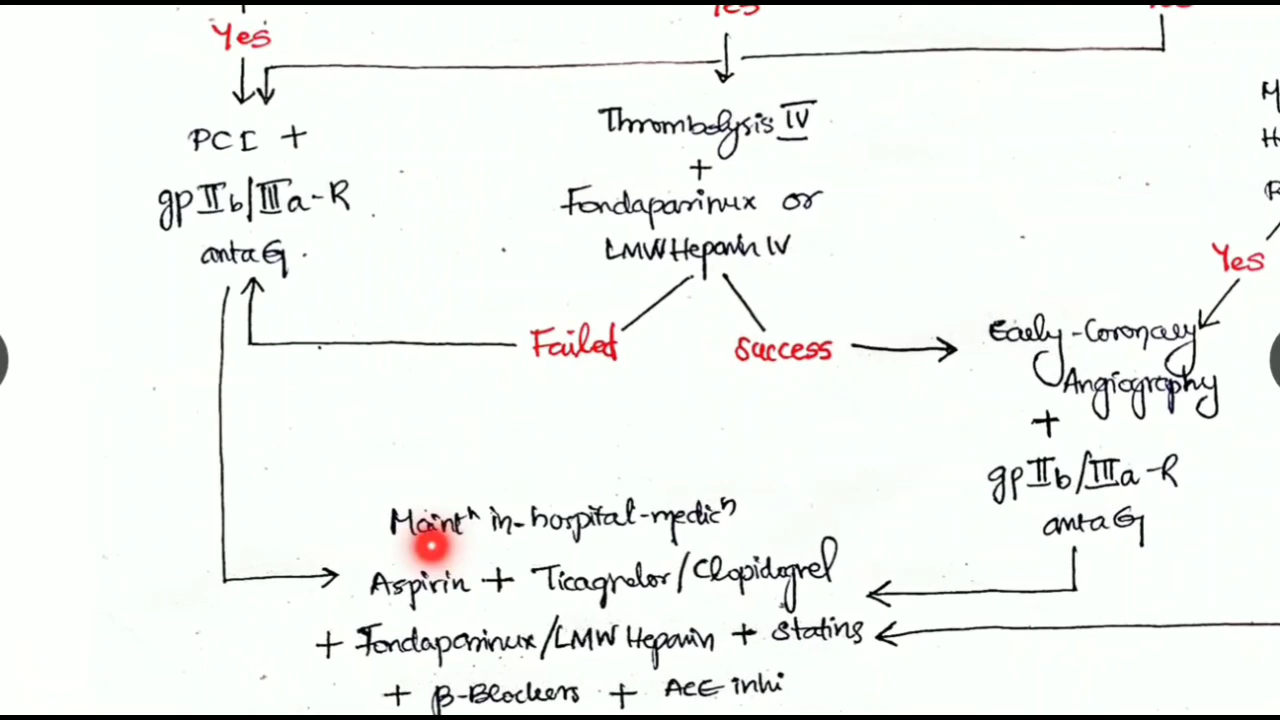 Yes
Yes
PCI +
gp IIb/IIIa-R
antaG.
Thrombolysis IV
+
Fondaparinux or
LMW Heparin IV
Failed
Success
Yes
Early-Coronary
Angiography
+
gp IIb/IIIa-R
antaG
Maintⁿ in-hospital-medicⁿ
Aspirin + Ticagrelor/Clopidogrel
+ Fondaparinux/LMW Heparin + Statins
+ β-Blockers + ACE inhi